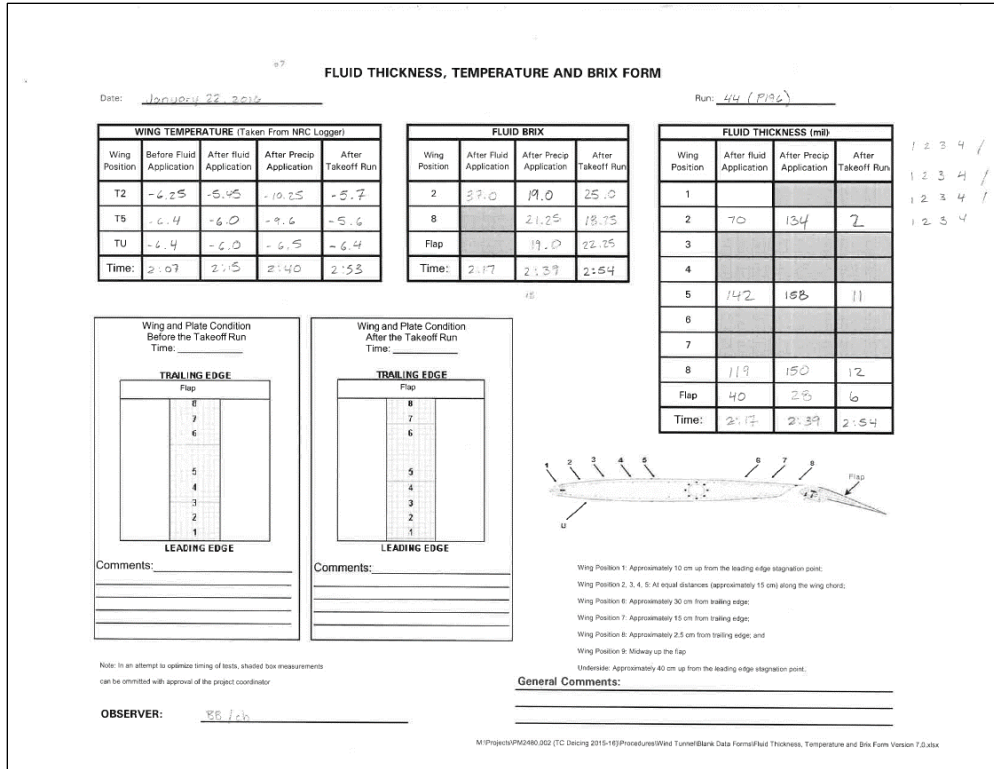 07
FLUID THICKNESS, TEMPERATURE AND BRIX FORM
Date: January 22, 2016
Run: 44 (P196)
WING TEMPERATURE (Taken From NRC Logger)
Wing Position | Before Fluid Application | After fluid Application | After Precip Application | After Takeoff Run
T2 -6.25 -5.45 -10.25 -5.7
T5 -6.4 -6.0 -9.6 -5.6
TU -6.4 -6.0 -6.5 -6.4
Time: 2:07 2:15 2:40 2:53
FLUID BRIX
Wing Position | After Fluid Application | After Precip Application | After Takeoff Run
2 37.0 19.0 25.0
8 21.25 18.75
Flap 19.0 22.25
Time: 2:17 2:39 2:54
15
FLUID THICKNESS (mil)
Wing Position | After fluid Application | After Precip Application | After Takeoff Run
1
2 70 134 2
3
4
5 142 158 11
6
7
8 119 150 12
Flap 40 28 6
Time: 2:17 2:39 2:54
1 2 3 4 /
1 2 3 4 /
1 2 3 4 /
1 2 3 4
Wing and Plate Condition
Before the Takeoff Run
Time:
TRAILING EDGE
Flap
8
7
6
5
4
3
2
1
LEADING EDGE
Comments:
Wing and Plate Condition
After the Takeoff Run
Time:
TRAILING EDGE
Flap
8
7
6
5
4
3
2
1
LEADING EDGE
Comments:
1 2 3 4 5 6 7 8
Flap
U
Wing Position 1: Approximately 10 cm up from the leading edge stagnation point;
Wing Position 2, 3, 4, 5: At equal distances (approximately 15 cm) along the wing chord;
Wing Position 6: Approximately 30 cm from trailing edge;
Wing Position 7: Approximately 15 cm from trailing edge;
Wing Position 8: Approximately 2.5 cm from trailing edge; and
Wing Position 9: Midway up the flap
Underside: Approximately 40 cm up from the leading edge stagnation point.
Note: In an attempt to optimize timing of tests, shaded box measurements
can be ommitted with approval of the project coordinator
General Comments:
OBSERVER: BB / ch
M:\Projects\PM2480.002 (TC Deicing 2015-16)\Procedures\Wind Tunnel\Blank Data Forms\Fluid Thickness, Temperature and Brix Form Version 7.0.xlsx